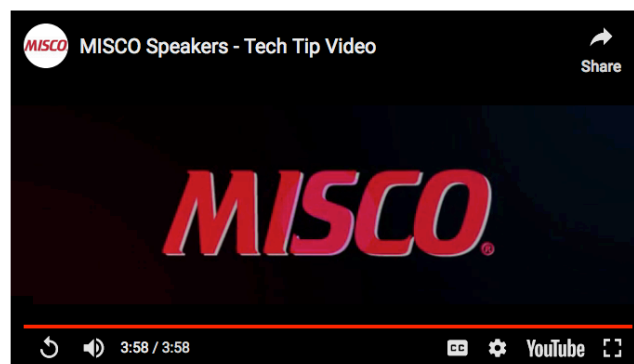 MISCO
MISCO Speakers - Tech Tip Video
Share
MISCO®
3:58 / 3:58
CC
YouTube